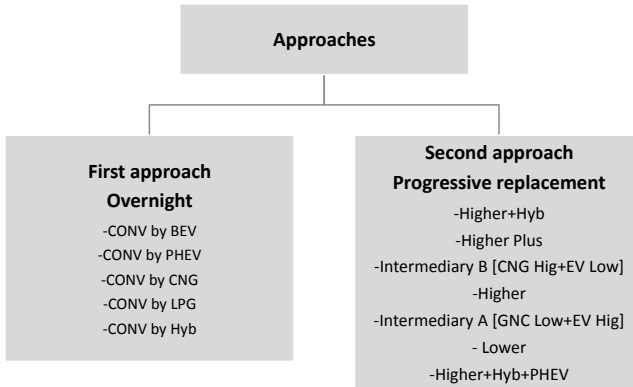 Approaches
First approach
Overnight
-CONV by BEV
-CONV by PHEV
-CONV by CNG
-CONV by LPG
-CONV by Hyb
Second approach
Progressive replacement
-Higher+Hyb
-Higher Plus
-Intermediary B [CNG Hig+EV Low]
-Higher
-Intermediary A [GNC Low+EV Hig]
- Lower
-Higher+Hyb+PHEV